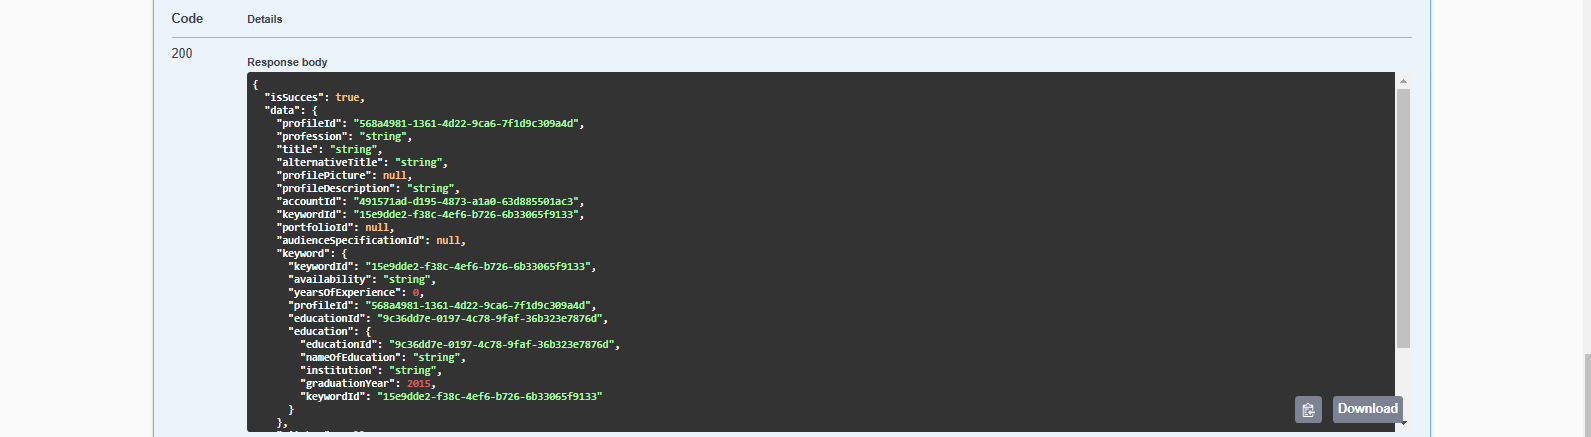 Code Details
200
Response body
{
"isSucces": true,
"data": {
"profileId": "568a4981-1361-4d22-9ca6-7f1d9c309a4d",
"profession": "string",
"title": "string",
"alternativeTitle": "string",
"profilePicture": null,
"profileDescription": "string",
"accountId": "491571ad-d195-4873-a1a0-63d885501ac3",
"keywordId": "15e9dde2-f38c-4ef6-b726-6b33065f9133",
"portfolioId": null,
"audienceSpecificationId": null,
"keyword": {
"keywordId": "15e9dde2-f38c-4ef6-b726-6b33065f9133",
"availability": "string",
"yearsOfExperience": 0,
"profileId": "568a4981-1361-4d22-9ca6-7f1d9c309a4d",
"educationId": "9c36dd7e-0197-4c78-9faf-36b323e7876d",
"education": {
"educationId": "9c36dd7e-0197-4c78-9faf-36b323e7876d",
"nameOfEducation": "string",
"institution": "string",
"graduationYear": 2015,
"keywordId": "15e9dde2-f38c-4ef6-b726-6b33065f9133"
}
},
Download